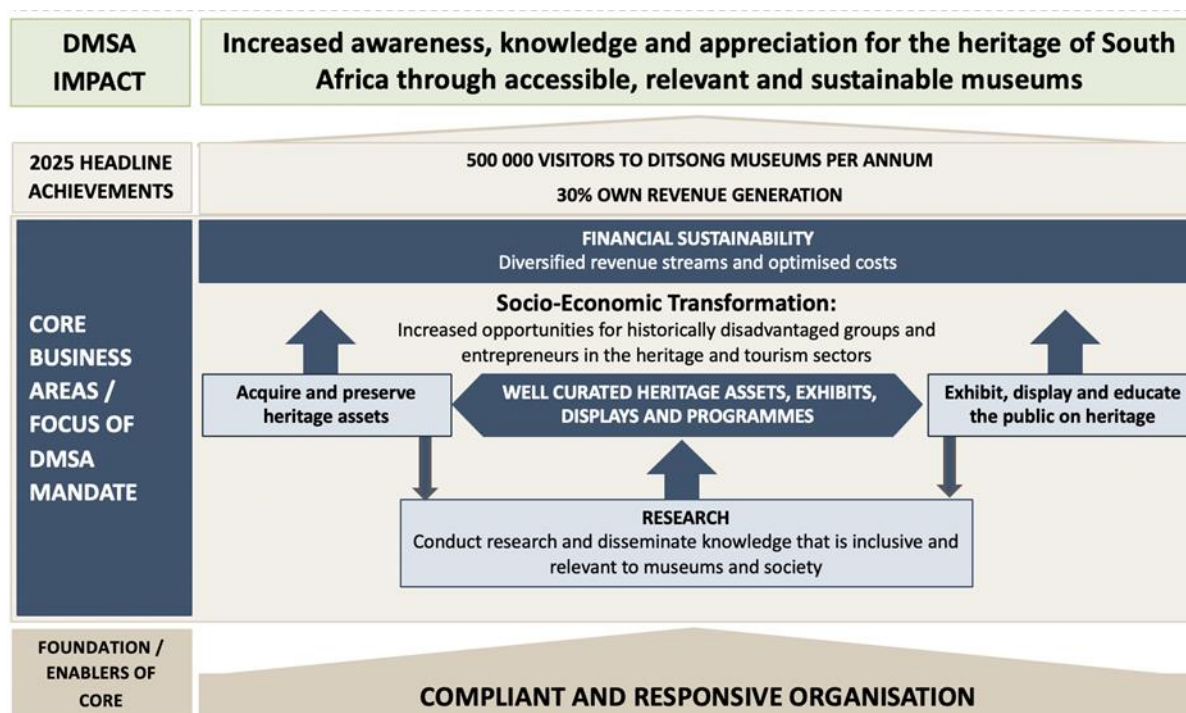 DMSA
IMPACT
Increased awareness, knowledge and appreciation for the heritage of South
Africa through accessible, relevant and sustainable museums
2025 HEADLINE
ACHIEVEMENTS
500 000 VISITORS TO DITSONG MUSEUMS PER ANNUM
30% OWN REVENUE GENERATION
CORE
BUSINESS
AREAS /
FOCUS OF
DMSA
MANDATE
FINANCIAL SUSTAINABILITY
Diversified revenue streams and optimised costs
Socio-Economic Transformation:
Increased opportunities for historically disadvantaged groups and
entrepreneurs in the heritage and tourism sectors
Acquire and preserve
heritage assets
WELL CURATED HERITAGE ASSETS, EXHIBITS,
DISPLAYS AND PROGRAMMES
Exhibit, display and educate
the public on heritage
RESEARCH
Conduct research and disseminate knowledge that is inclusive and
relevant to museums and society
FOUNDATION /
ENABLERS OF
CORE
COMPLIANT AND RESPONSIVE ORGANISATION